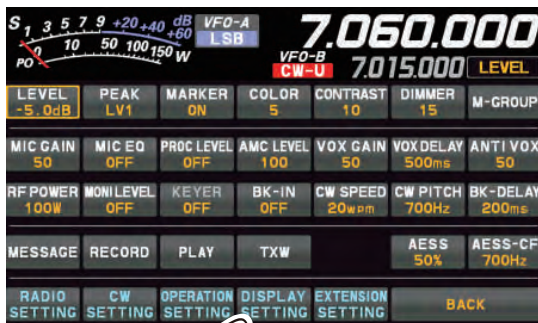 S 1 3 5 7 9 +20 +40 +60 dB
PO 0 10 50 100 150 W
VFO-A
LSB
7.060.000
VFO-B
CW-U
7.015.000
LEVEL
LEVEL PEAK MARKER COLOR CONTRAST DIMMER M-GROUP
-5.0dB LV1 ON 5 10 15
MIC GAIN MIC EQ PROC LEVEL AMC LEVEL VOX GAIN VOX DELAY ANTI VOX
50 OFF OFF 100 50 500ms 50
RF POWER MONI LEVEL KEYER BK-IN CW SPEED CW PITCH BK-DELAY
100W OFF OFF OFF 20wpm 700Hz 200ms
MESSAGE RECORD PLAY TXW AESS AESS-CF
50% 700Hz
RADIO CW OPERATION DISPLAY EXTENSION BACK
SETTING SETTING SETTING SETTING SETTING